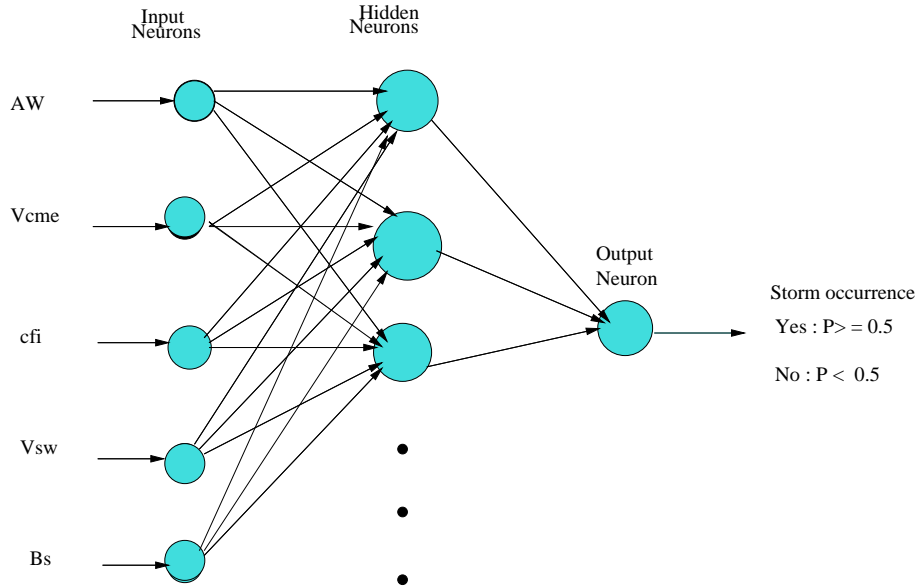 Input
Neurons
Hidden
Neurons
AW
Vcme
cfi
Vsw
Bs
Output
Neuron
Storm occurrence
Yes : P> = 0.5
No : P < 0.5